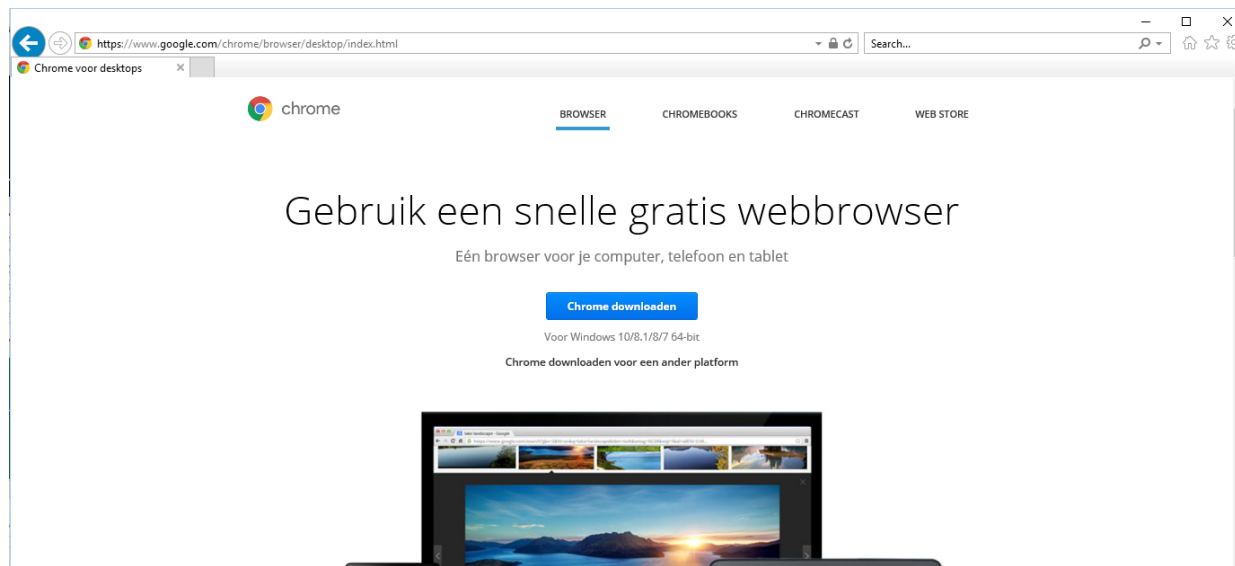 https://www.google.com/chrome/browser/desktop/index.html
Search...
Chrome voor desktops
chrome
BROWSER CHROMEBOOKS CHROMECAST WEB STORE
Gebruik een snelle gratis webbrowser
Eén browser voor je computer, telefoon en tablet
Chrome downloaden
Voor Windows 10/8.1/8/7 64-bit
Chrome downloaden voor een ander platform